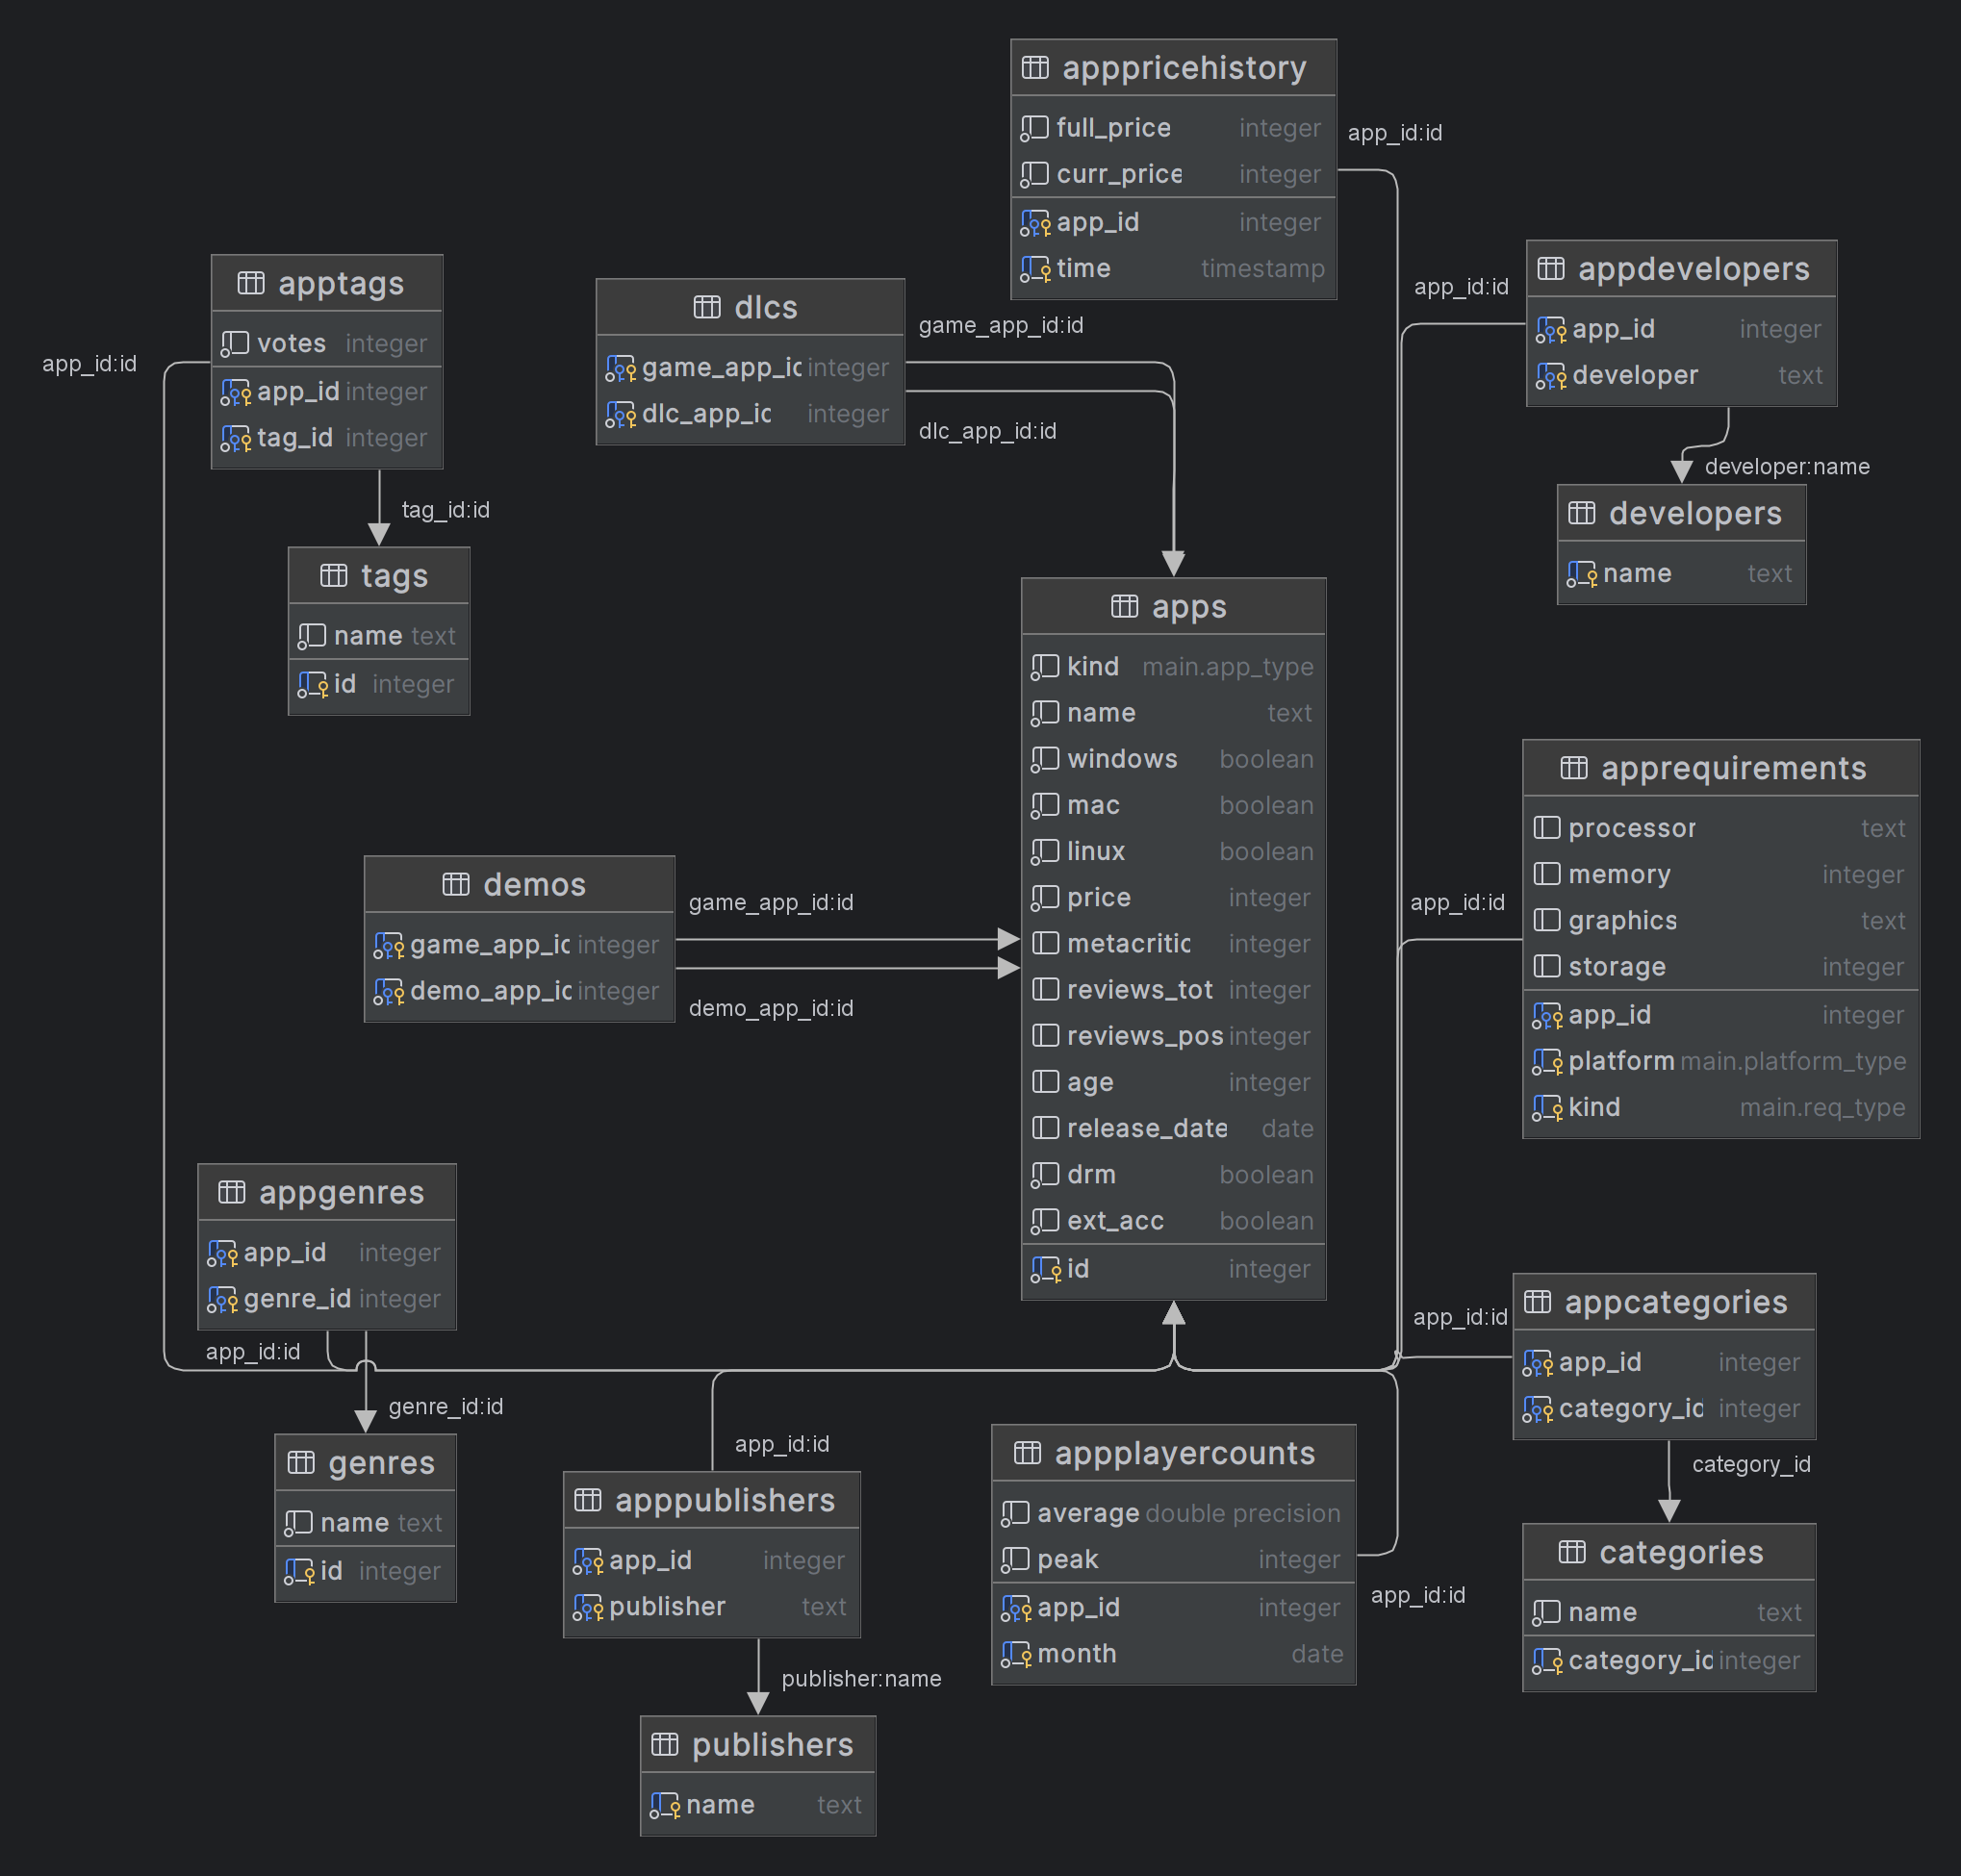 apppricehistory
full_price integer
curr_price integer
app_id integer
time timestamp
app_id:id
apptags
votes integer
app_id integer
tag_id integer
app_id:id
tag_id:id
tags
name text
id integer
dlcs
game_app_ic integer
dlc_app_ic integer
game_app_id:id
dlc_app_id:id
appdevelopers
app_id integer
developer text
app_id:id
developer:name
developers
name text
apps
kind main.app_type
name text
windows boolean
mac boolean
linux boolean
price integer
metacritic integer
reviews_tot integer
reviews_pos integer
age integer
release_date date
drm boolean
ext_acc boolean
id integer
apprequirements
processor text
memory integer
graphics text
storage integer
app_id integer
platform main.platform_type
kind main.req_type
app_id:id
demos
game_app_ic integer
demo_app_ic integer
game_app_id:id
demo_app_id:id
appgenres
app_id integer
genre_id integer
app_id:id
genre_id:id
genres
name text
id integer
apppublishers
app_id integer
publisher text
app_id:id
publisher:name
publishers
name text
appplayercounts
average double precision
peak integer
app_id integer
month date
app_id:id
appcategories
app_id integer
category_id integer
app_id:id
category_id
categories
name text
category_id integer